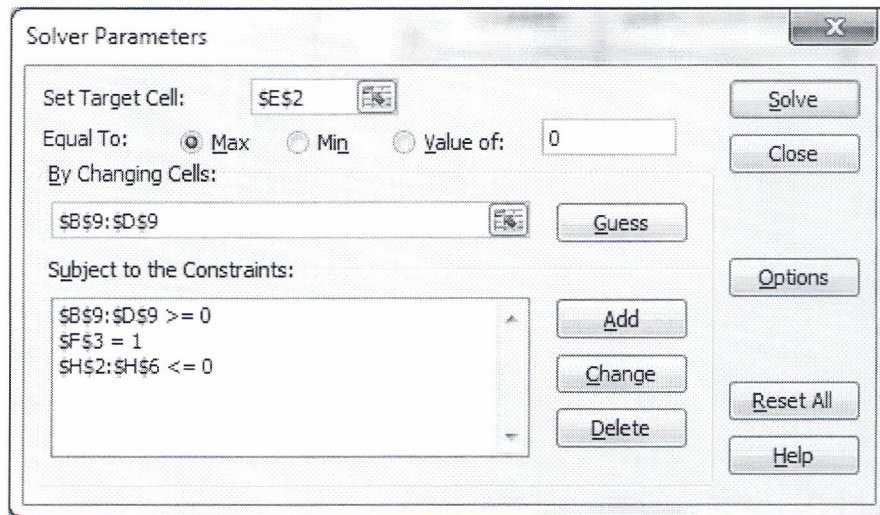 Solver Parameters
Set Target Cell: $E$2
Solve
Equal To: Max Min Value of: 0
Close
By Changing Cells:
$B$9:$D$9
Guess
Subject to the Constraints:
Options
$B$9:$D$9 >= 0
$F$3 = 1
$H$2:$H$6 <= 0
Add
Change
Delete
Reset All
Help